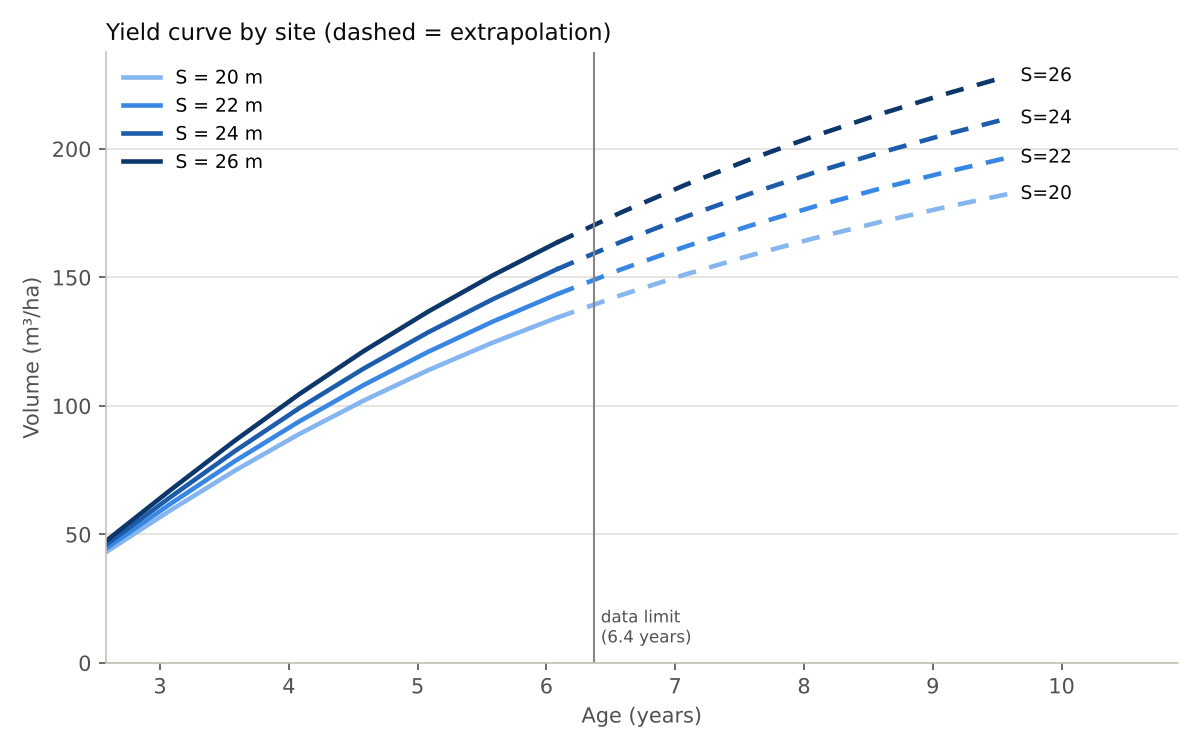 Yield curve by site (dashed = extrapolation)
S = 20 m
S = 22 m
S = 24 m
S = 26 m
S=26
S=24
S=22
S=20
Volume (m³/ha)
200
150
100
50
0
data limit
(6.4 years)
3 4 5 6 7 8 9 10
Age (years)